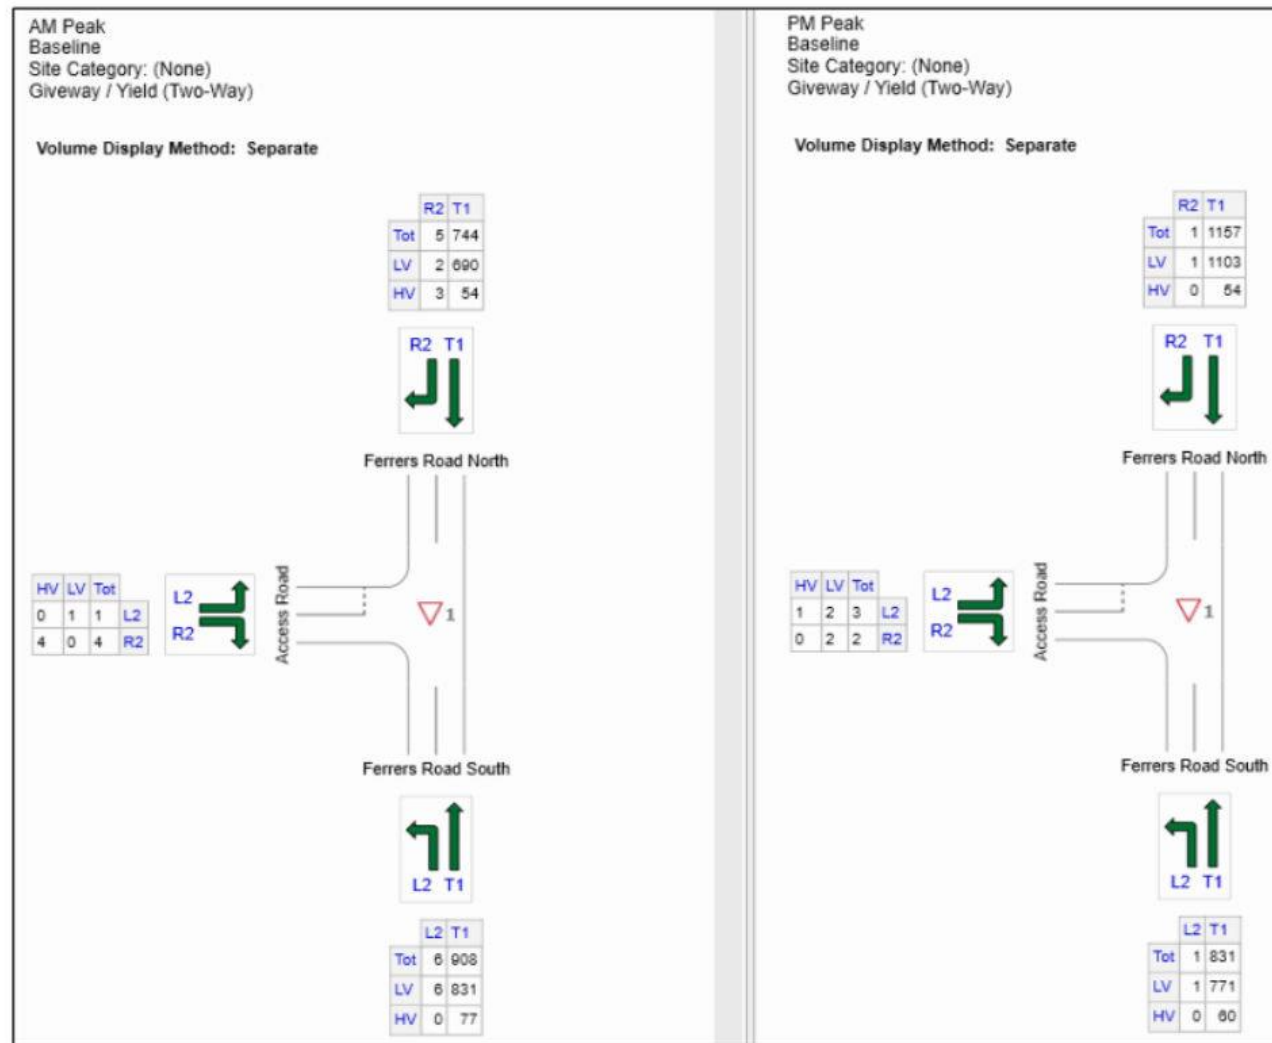 AM Peak
Baseline
Site Category: (None)
Giveway / Yield (Two-Way)
Volume Display Method: Separate
R2 T1
Tot 5 744
LV 2 690
HV 3 54
R2 T1
Ferrers Road North
HV LV Tot
0 1 1 L2
4 0 4 R2
L2
R2
Access Road
1
Ferrers Road South
L2 T1
L2 T1
Tot 6 908
LV 6 831
HV 0 77
PM Peak
Baseline
Site Category: (None)
Giveway / Yield (Two-Way)
Volume Display Method: Separate
R2 T1
Tot 1 1157
LV 1 1103
HV 0 54
R2 T1
Ferrers Road North
HV LV Tot
1 2 3 L2
0 2 2 R2
L2
R2
Access Road
1
Ferrers Road South
L2 T1
L2 T1
Tot 1 831
LV 1 771
HV 0 60